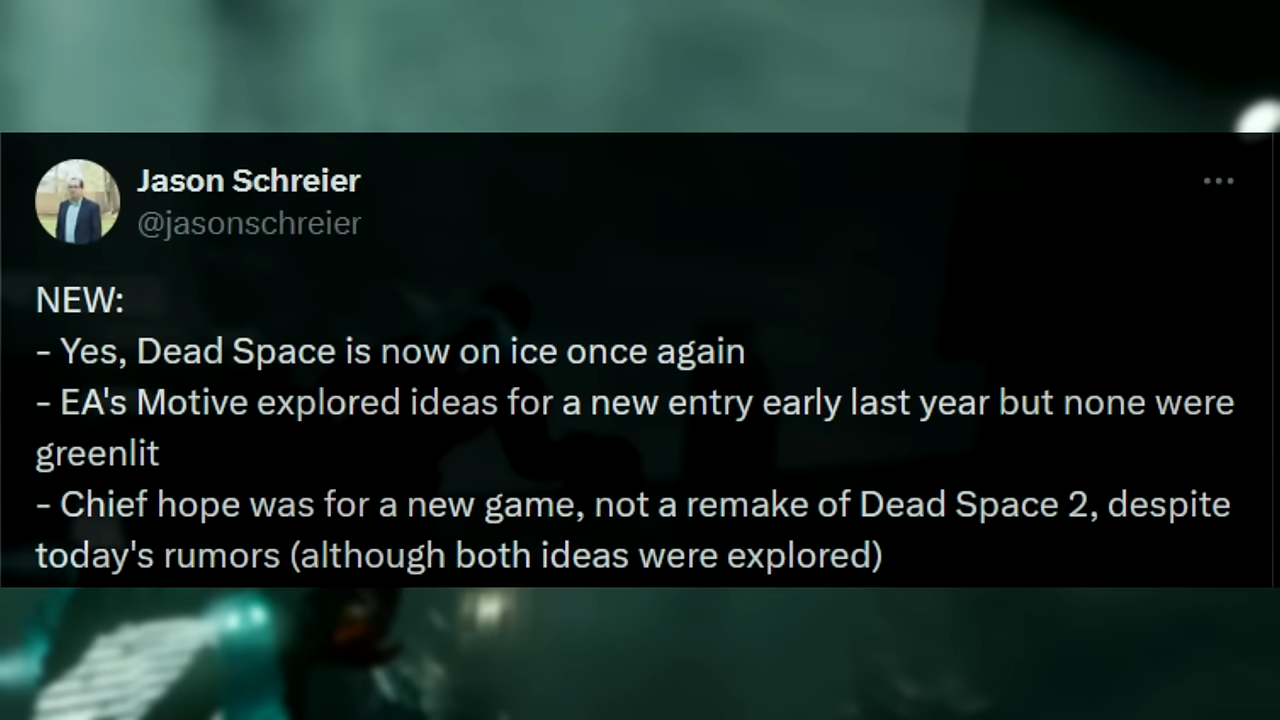 Jason Schreier
@jasonschreier
NEW:
- Yes, Dead Space is now on ice once again
- EA's Motive explored ideas for a new entry early last year but none were
greenlit
- Chief hope was for a new game, not a remake of Dead Space 2, despite
today's rumors (although both ideas were explored)